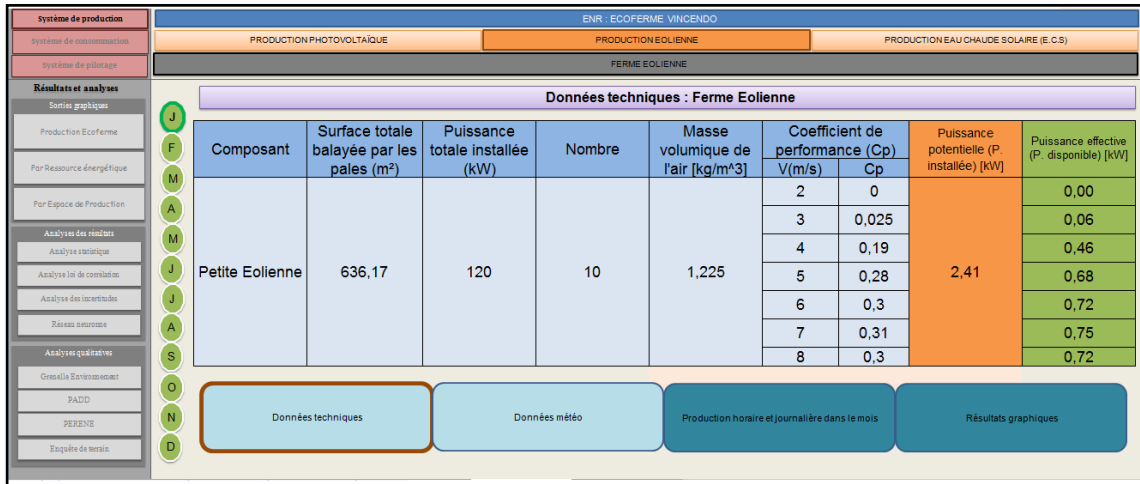 Système de production
Système de consommation
Système de pilotage
ENR : ECOFERME VINCENDO
PRODUCTION PHOTOVOLTAÏQUE
PRODUCTION EOLIENNE
PRODUCTION EAU CHAUDE SOLAIRE (E.C.S)
FERME EOLIENNE
Résultats et analyses
Sorties graphiques
Production Ecoferme
Par Ressource énergétique
Par Espace de Production
Analyses des résultats
Analyse statistique
Analyse loi de corrélation
Analyse des incertitudes
Réseau neuronne
Analyses qualitatives
Grenelle Environnement
PADD
PERENE
Enquête de terrain
J
F
M
A
M
J
J
A
S
O
N
D
Données techniques : Ferme Eolienne
Composant
Surface totale
balayée par les
pales (m²)
Puissance
totale installée
(kW)
Nombre
Masse
volumique de
l'air [kg/m^3]
Coefficient de
performance (Cp)
V(m/s) Cp
Puissance
potentielle (P.
installée) [kW]
Puissance effective
(P. disponible) [kW]
Petite Eolienne 636,17 120 10 1,225 2,41
2 0 0,00
3 0,025 0,06
4 0,19 0,46
5 0,28 0,68
6 0,3 0,72
7 0,31 0,75
8 0,3 0,72
Données techniques
Données météo
Production horaire et journalière dans le mois
Résultats graphiques